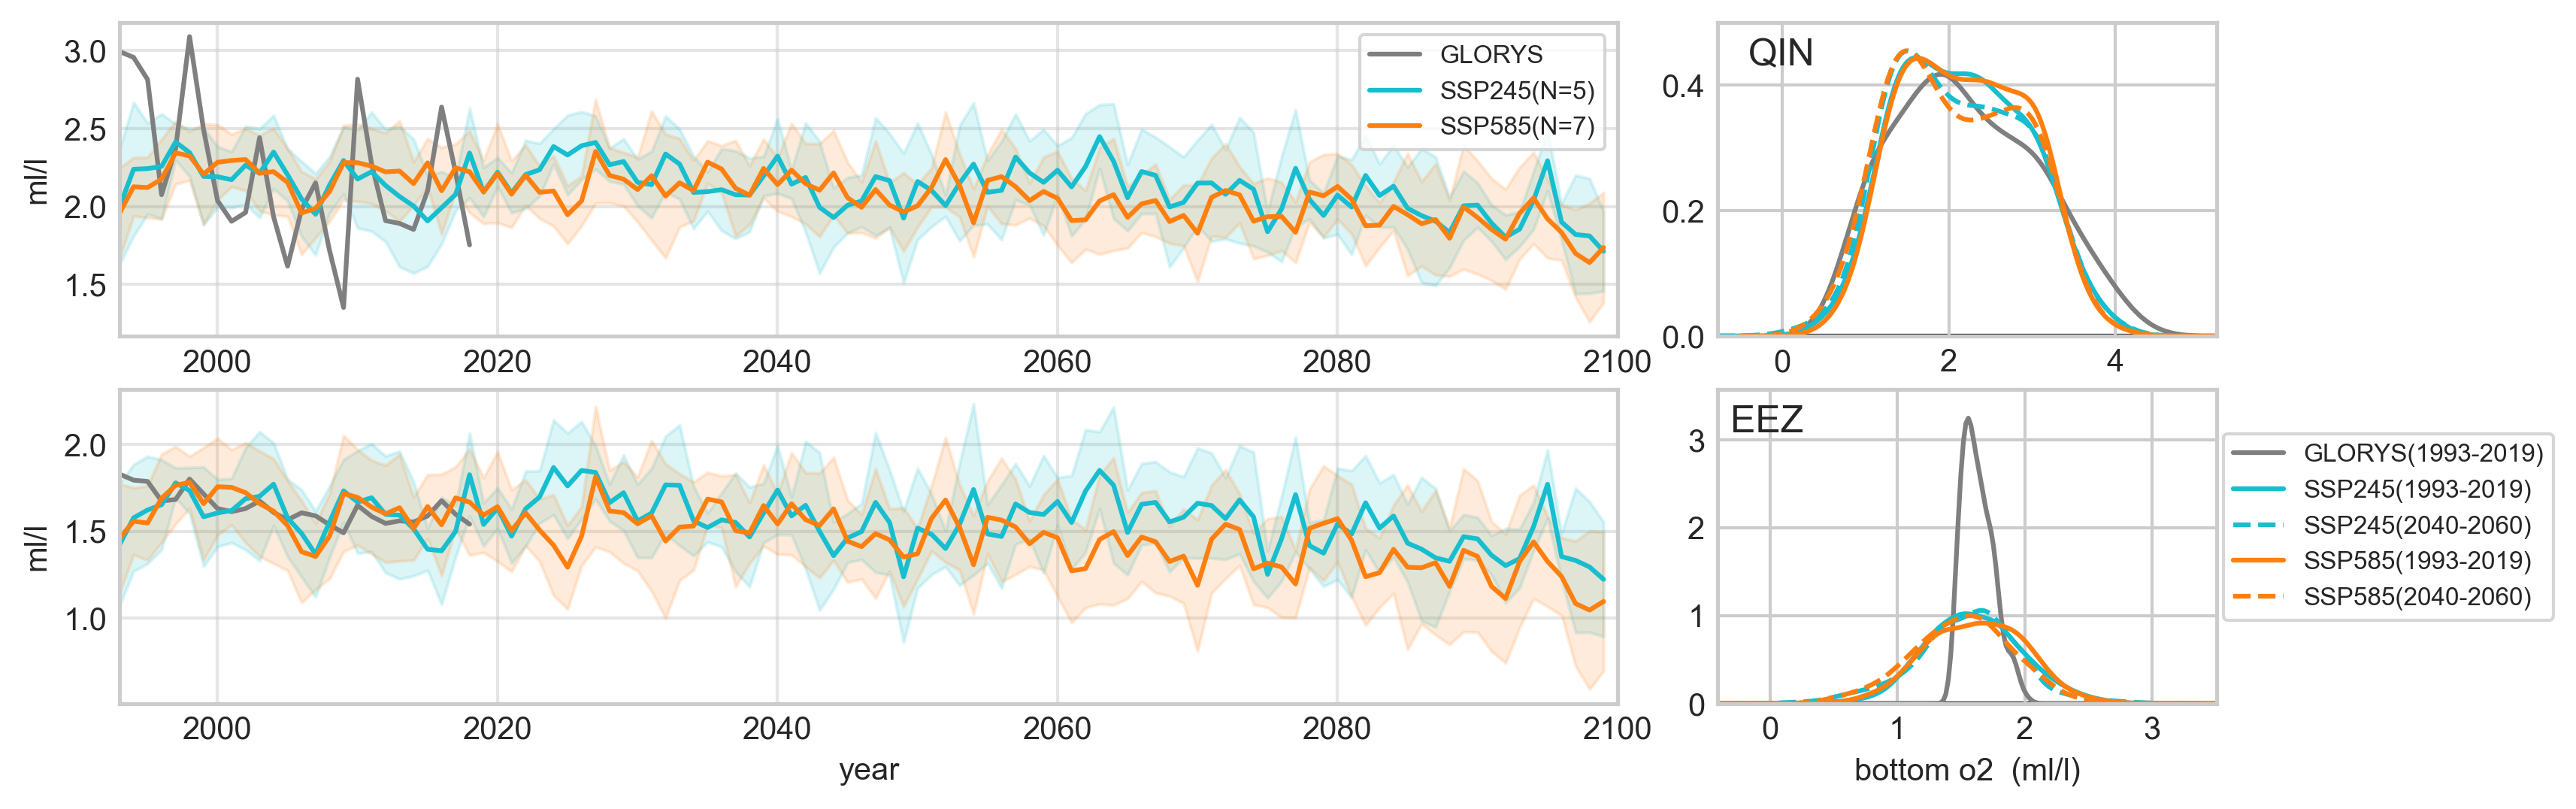 3.0
2.5
2.0
1.5
ml/l
GLORYS
SSP245(N=5)
SSP585(N=7)
2000 2020 2040 2060 2080 2100
QIN
0.4
0.2
0.0
0 2 4
2.0
1.5
1.0
ml/l
2000 2020 2040 2060 2080 2100
year
EEZ
3
2
1
0
0 1 2 3
bottom o2 (ml/l)
GLORYS(1993-2019)
SSP245(1993-2019)
SSP245(2040-2060)
SSP585(1993-2019)
SSP585(2040-2060)